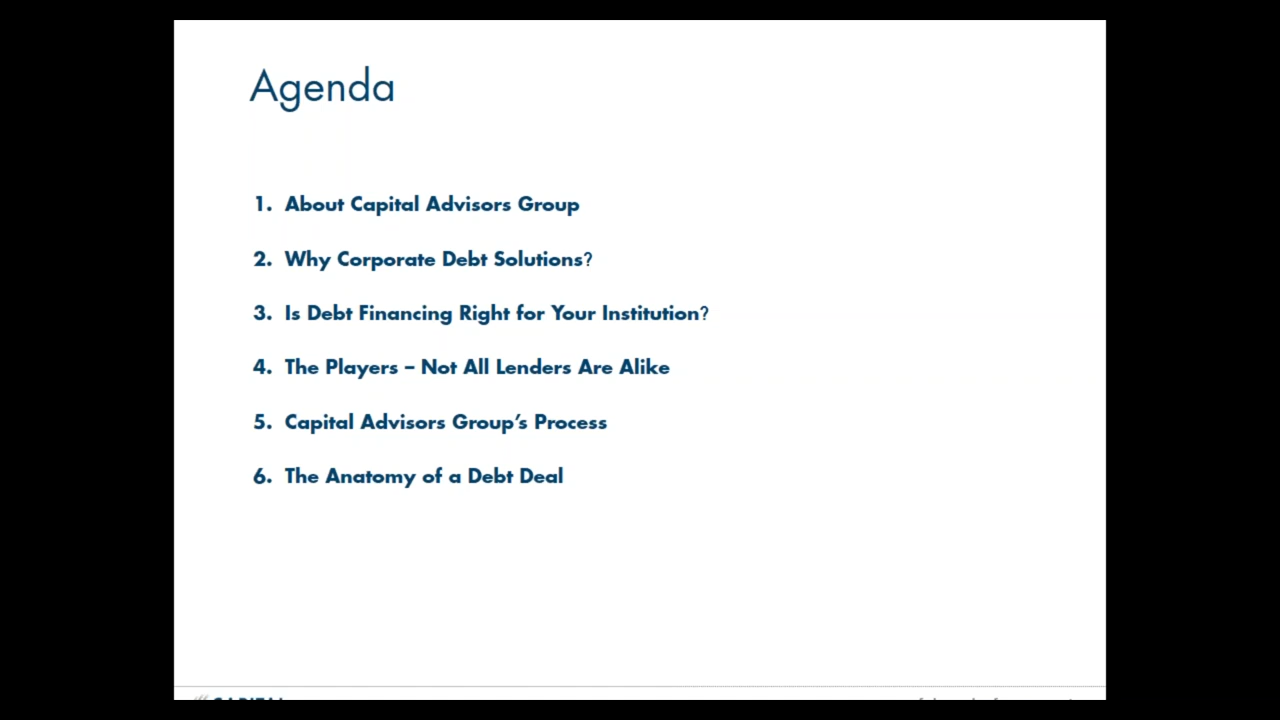 Agenda
1. About Capital Advisors Group
2. Why Corporate Debt Solutions?
3. Is Debt Financing Right for Your Institution?
4. The Players – Not All Lenders Are Alike
5. Capital Advisors Group’s Process
6. The Anatomy of a Debt Deal
CAPITAL